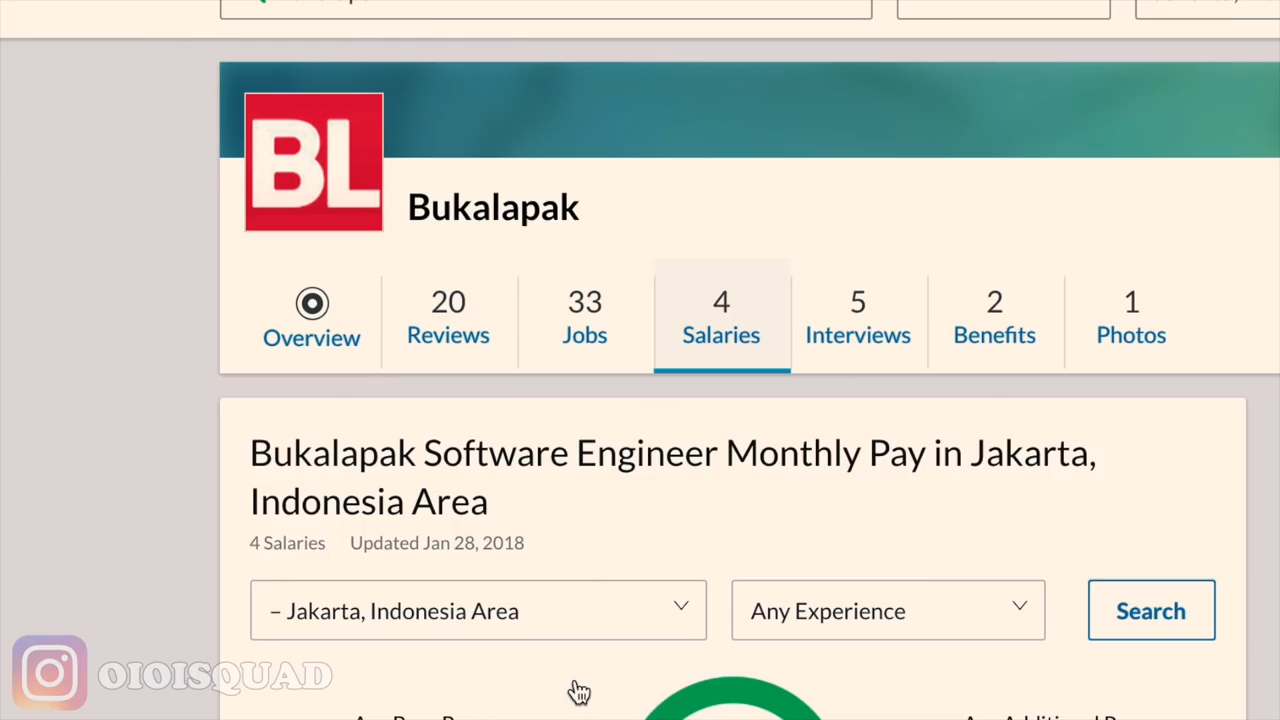 BL
Bukalapak
20
Reviews
33
Jobs
4
Salaries
5
Interviews
2
Benefits
1
Photos
Overview
Bukalapak Software Engineer Monthly Pay in Jakarta,
Indonesia Area
4 Salaries Updated Jan 28, 2018
– Jakarta, Indonesia Area
Any Experience
Search
OIOISQUAD